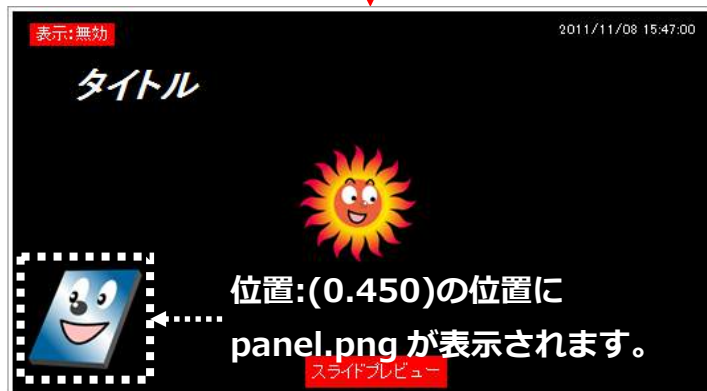 表示:無効
2011/11/08 15:47:00
タイトル
位置:(0.450)の位置に
panel.png が表示されます。
スライドプレビュー